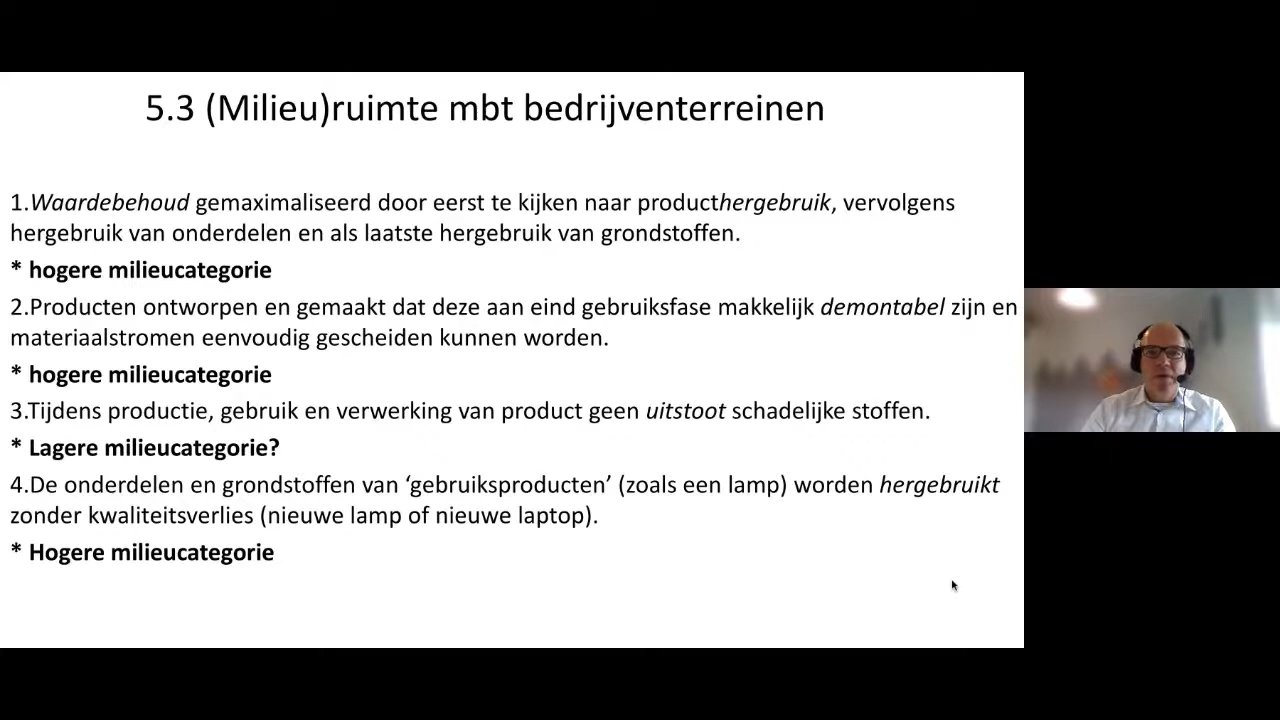 5.3 (Milieu)ruimte mbt bedrijventerreinen
1.Waardebehoud gemaximaliseerd door eerst te kijken naar producthergebruik, vervolgens
hergebruik van onderdelen en als laatste hergebruik van grondstoffen.
* hogere milieucategorie
2.Producten ontworpen en gemaakt dat deze aan eind gebruiksfase makkelijk demontabel zijn en
materiaalstromen eenvoudig gescheiden kunnen worden.
* hogere milieucategorie
3.Tijdens productie, gebruik en verwerking van product geen uitstoot schadelijke stoffen.
* Lagere milieucategorie?
4.De onderdelen en grondstoffen van ‘gebruiksproducten’ (zoals een lamp) worden hergebruikt
zonder kwaliteitsverlies (nieuwe lamp of nieuwe laptop).
* Hogere milieucategorie